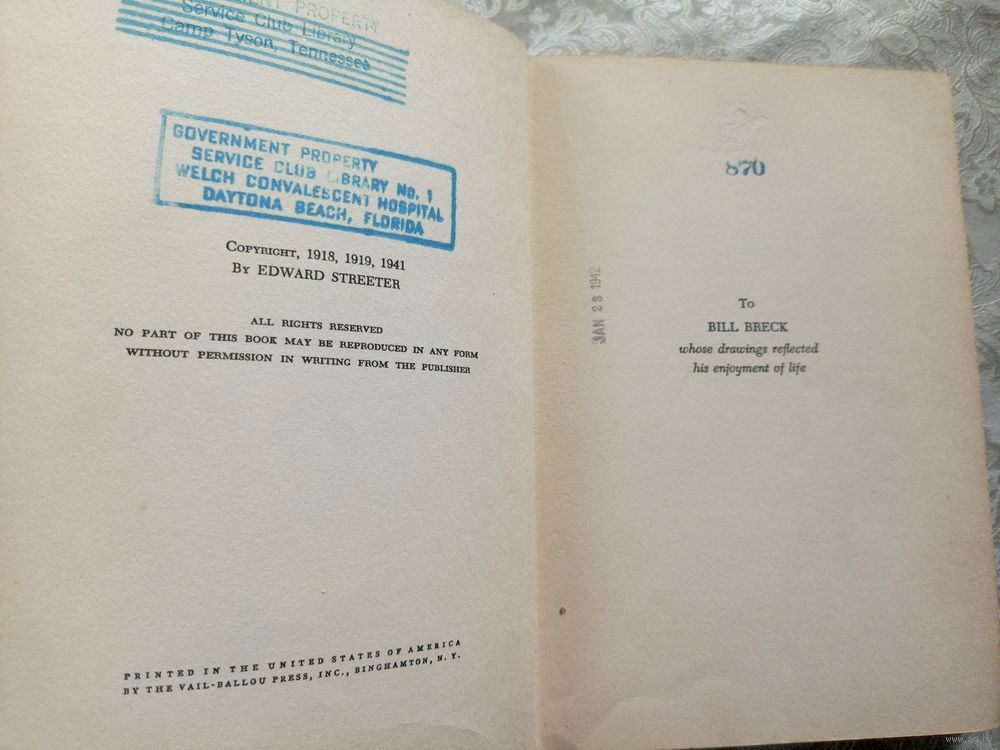 PROPERTY
Service Club Library
Camp Tyson, Tennessee
GOVERNMENT PROPERTY
SERVICE CLUB LIBRARY No. 1
WELCH CONVALESCENT HOSPITAL
DAYTONA BEACH, FLORIDA
COPYRIGHT, 1918, 1919, 1941
BY EDWARD STREETER
ALL RIGHTS RESERVED
NO PART OF THIS BOOK MAY BE REPRODUCED IN ANY FORM
WITHOUT PERMISSION IN WRITING FROM THE PUBLISHER
PRINTED IN THE UNITED STATES OF AMERICA
BY THE VAIL-BALLOU PRESS, INC., BINGHAMTON, N. Y.
870
JAN 23 1942
To
BILL BRECK
whose drawings reflected
his enjoyment of life